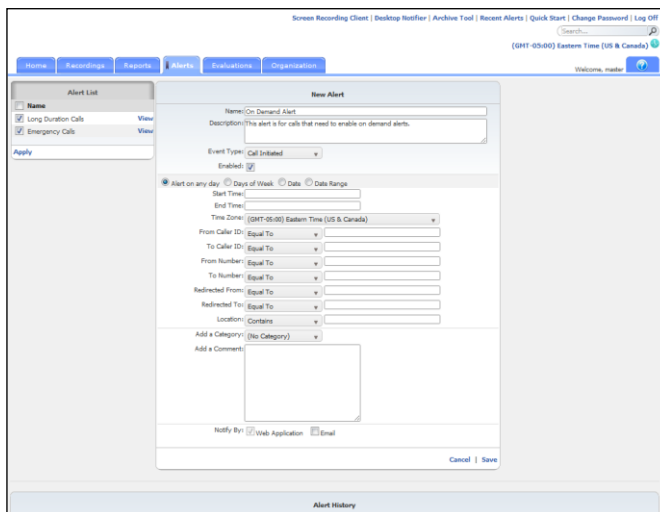 Screen Recording Client | Desktop Notifier | Archive Tool | Recent Alerts | Quick Start | Change Password | Log Off
Search...
(GMT-05:00) Eastern Time (US & Canada)
Home Recordings Reports Alerts Evaluations Organization
Welcome, master
Alert List
Name
Long Duration Calls View
Emergency Calls View
Apply
New Alert
Name: On Demand Alert
Description: This alert is for calls that need to enable on demand alerts.
Event Type: Call Initiated
Enabled:
Alert on any day Days of Week Date Date Range
Start Time:
End Time:
Time Zone: (GMT-05:00) Eastern Time (US & Canada)
From Caller ID: Equal To
To Caller ID: Equal To
From Number: Equal To
To Number: Equal To
Redirected From: Equal To
Redirected To: Equal To
Location: Contains
Add a Category: (No Category)
Add a Comment:
Notify By: Web Application Email
Cancel | Save
Alert History